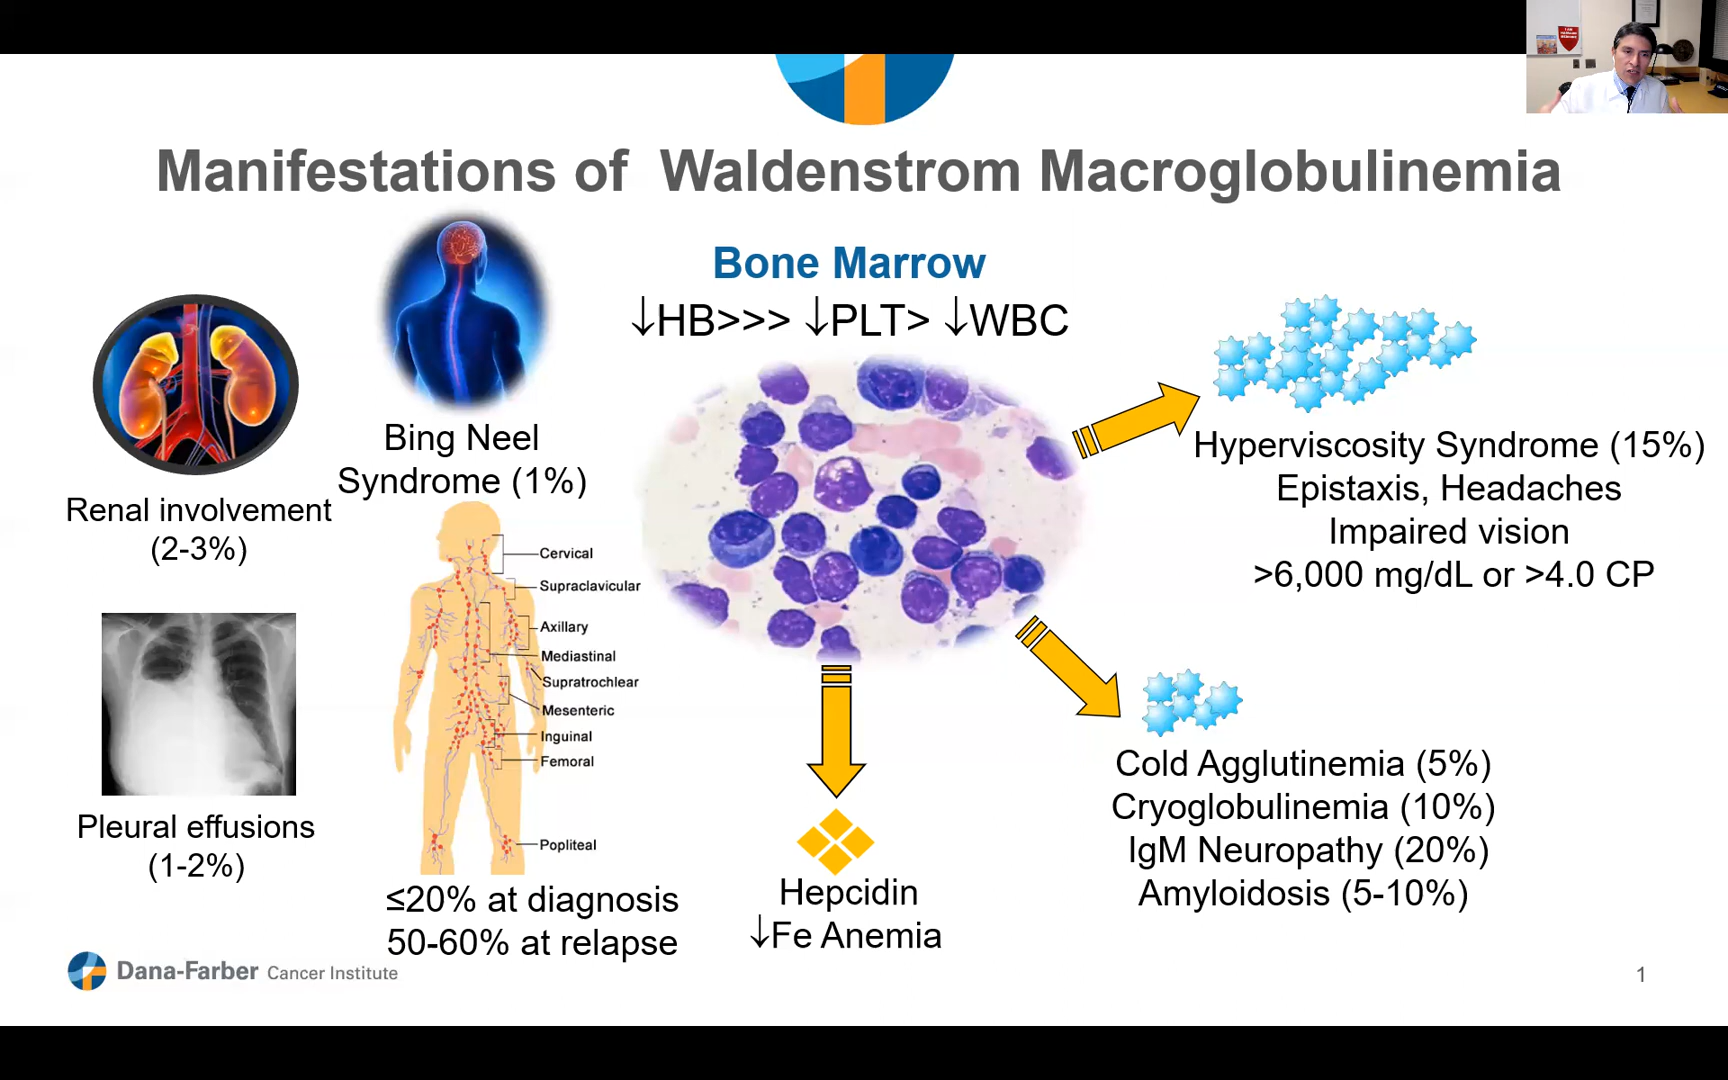 Manifestations of Waldenstrom Macroglobulinemia
Bone Marrow
↓HB>>> ↓PLT> ↓WBC
Renal involvement
(2-3%)
Bing Neel
Syndrome (1%)
Pleural effusions
(1-2%)
Cervical
Supraclavicular
Axillary
Mediastinal
Supratrochlear
Mesenteric
Inguinal
Femoral
Popliteal
≤20% at diagnosis
50-60% at relapse
Hepcidin
↓Fe Anemia
Hyperviscosity Syndrome (15%)
Epistaxis, Headaches
Impaired vision
>6,000 mg/dL or >4.0 CP
Cold Agglutinemia (5%)
Cryoglobulinemia (10%)
IgM Neuropathy (20%)
Amyloidosis (5-10%)
Dana-Farber Cancer Institute
1